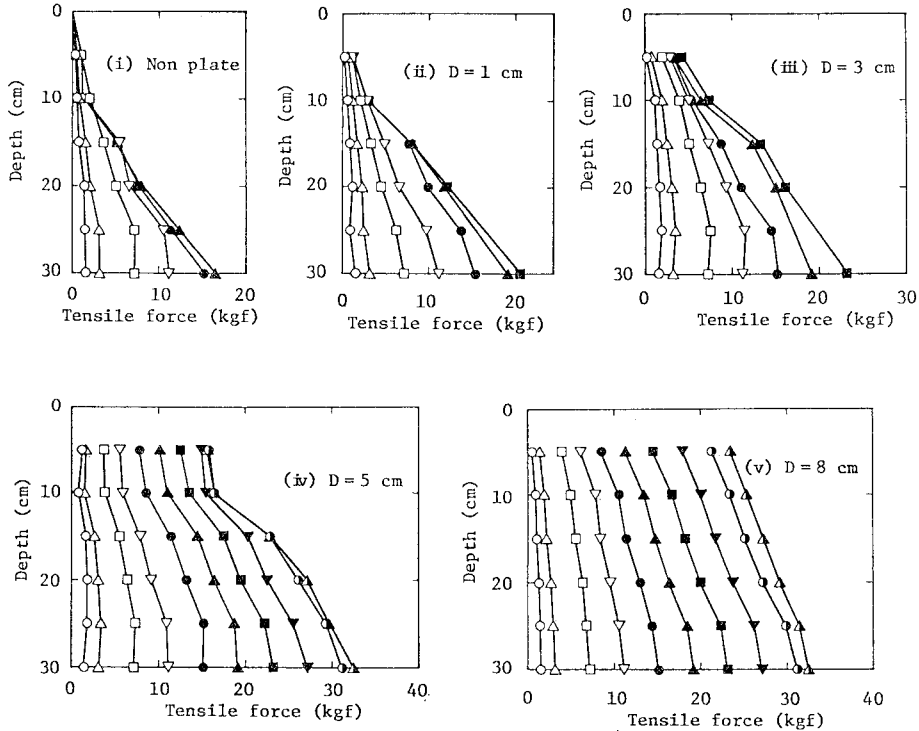 0
10
20
30
Depth (cm)
(i) Non plate
0
10
20
Tensile force (kgf)
0
10
20
30
Depth (cm)
(ii) D=1 cm
0
10
20
Tensile force (kgf)
0
10
20
30
Depth (cm)
(iii) D=3 cm
0
10
20
30
Tensile force (kgf)
0
10
20
30
Depth (cm)
(iv) D=5 cm
0
10
20
30
40
Tensile force (kgf)
0
10
20
30
Depth (cm)
(v) D=8 cm
0
10
20
30
40
Tensile force (kgf)